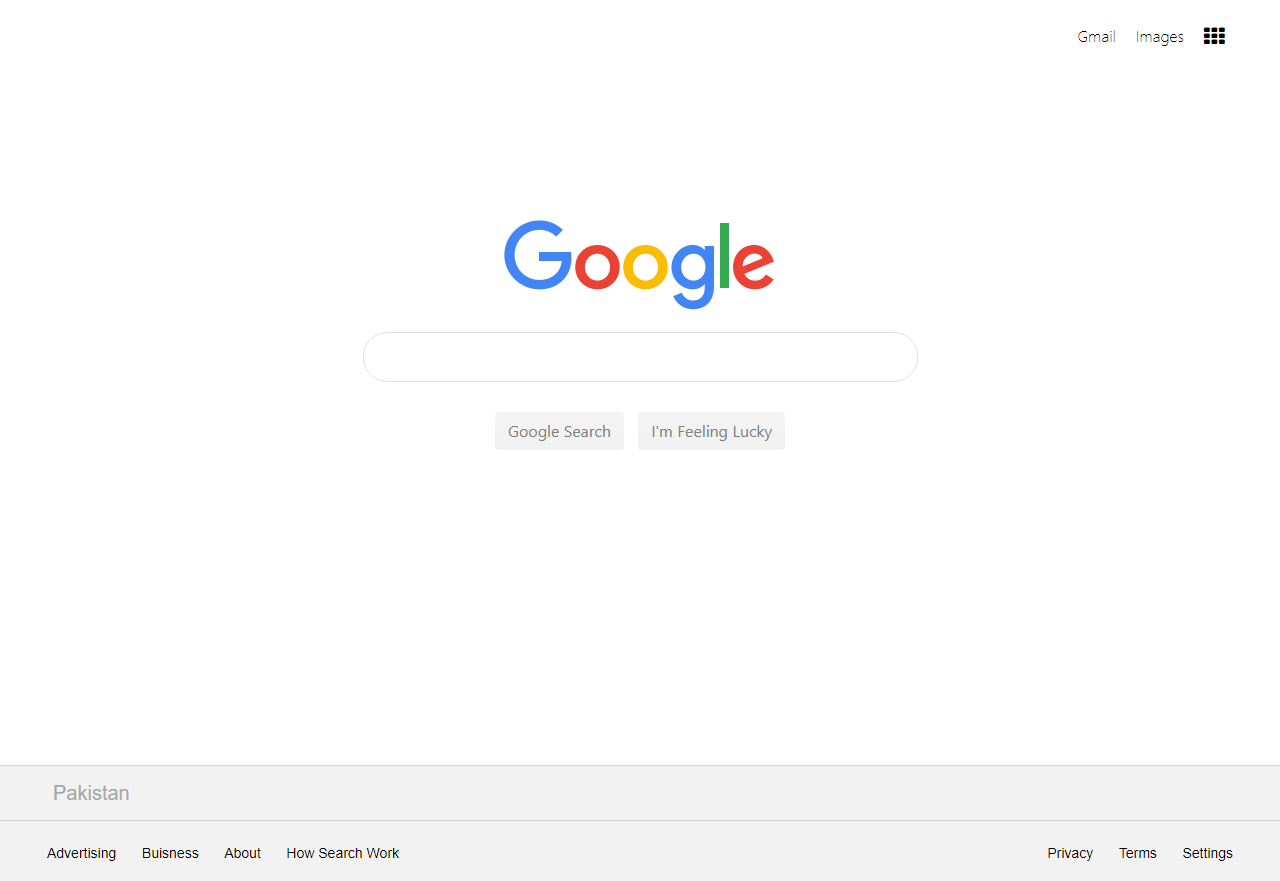 Gmail Images
Google
Google Search I'm Feeling Lucky
Pakistan
Advertising Buisness About How Search Work Privacy Terms Settings